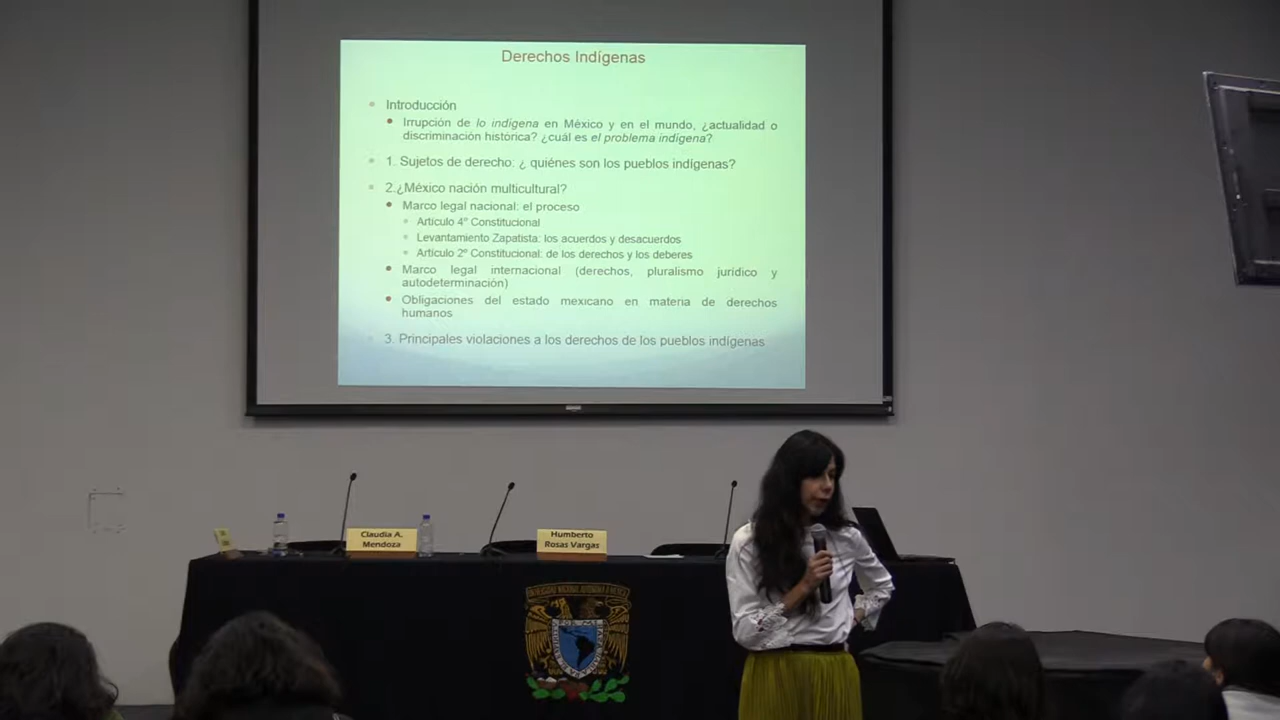 Derechos Indígenas
Introducción
Irrupción de lo indígena en México y en el mundo, ¿actualidad o
discriminación histórica? ¿cuál es el problema indígena?
1. Sujetos de derecho: ¿ quiénes son los pueblos indígenas?
2.¿México nación multicultural?
Marco legal nacional: el proceso
Artículo 4º Constitucional
Levantamiento Zapatista: los acuerdos y desacuerdos
Artículo 2º Constitucional: de los derechos y los deberes
Marco legal internacional (derechos, pluralismo jurídico y
autodeterminación)
Obligaciones del estado mexicano en materia de derechos
humanos
3. Principales violaciones a los derechos de los pueblos indígenas
Claudia A.
Mendoza
Humberto
Rosas Vargas